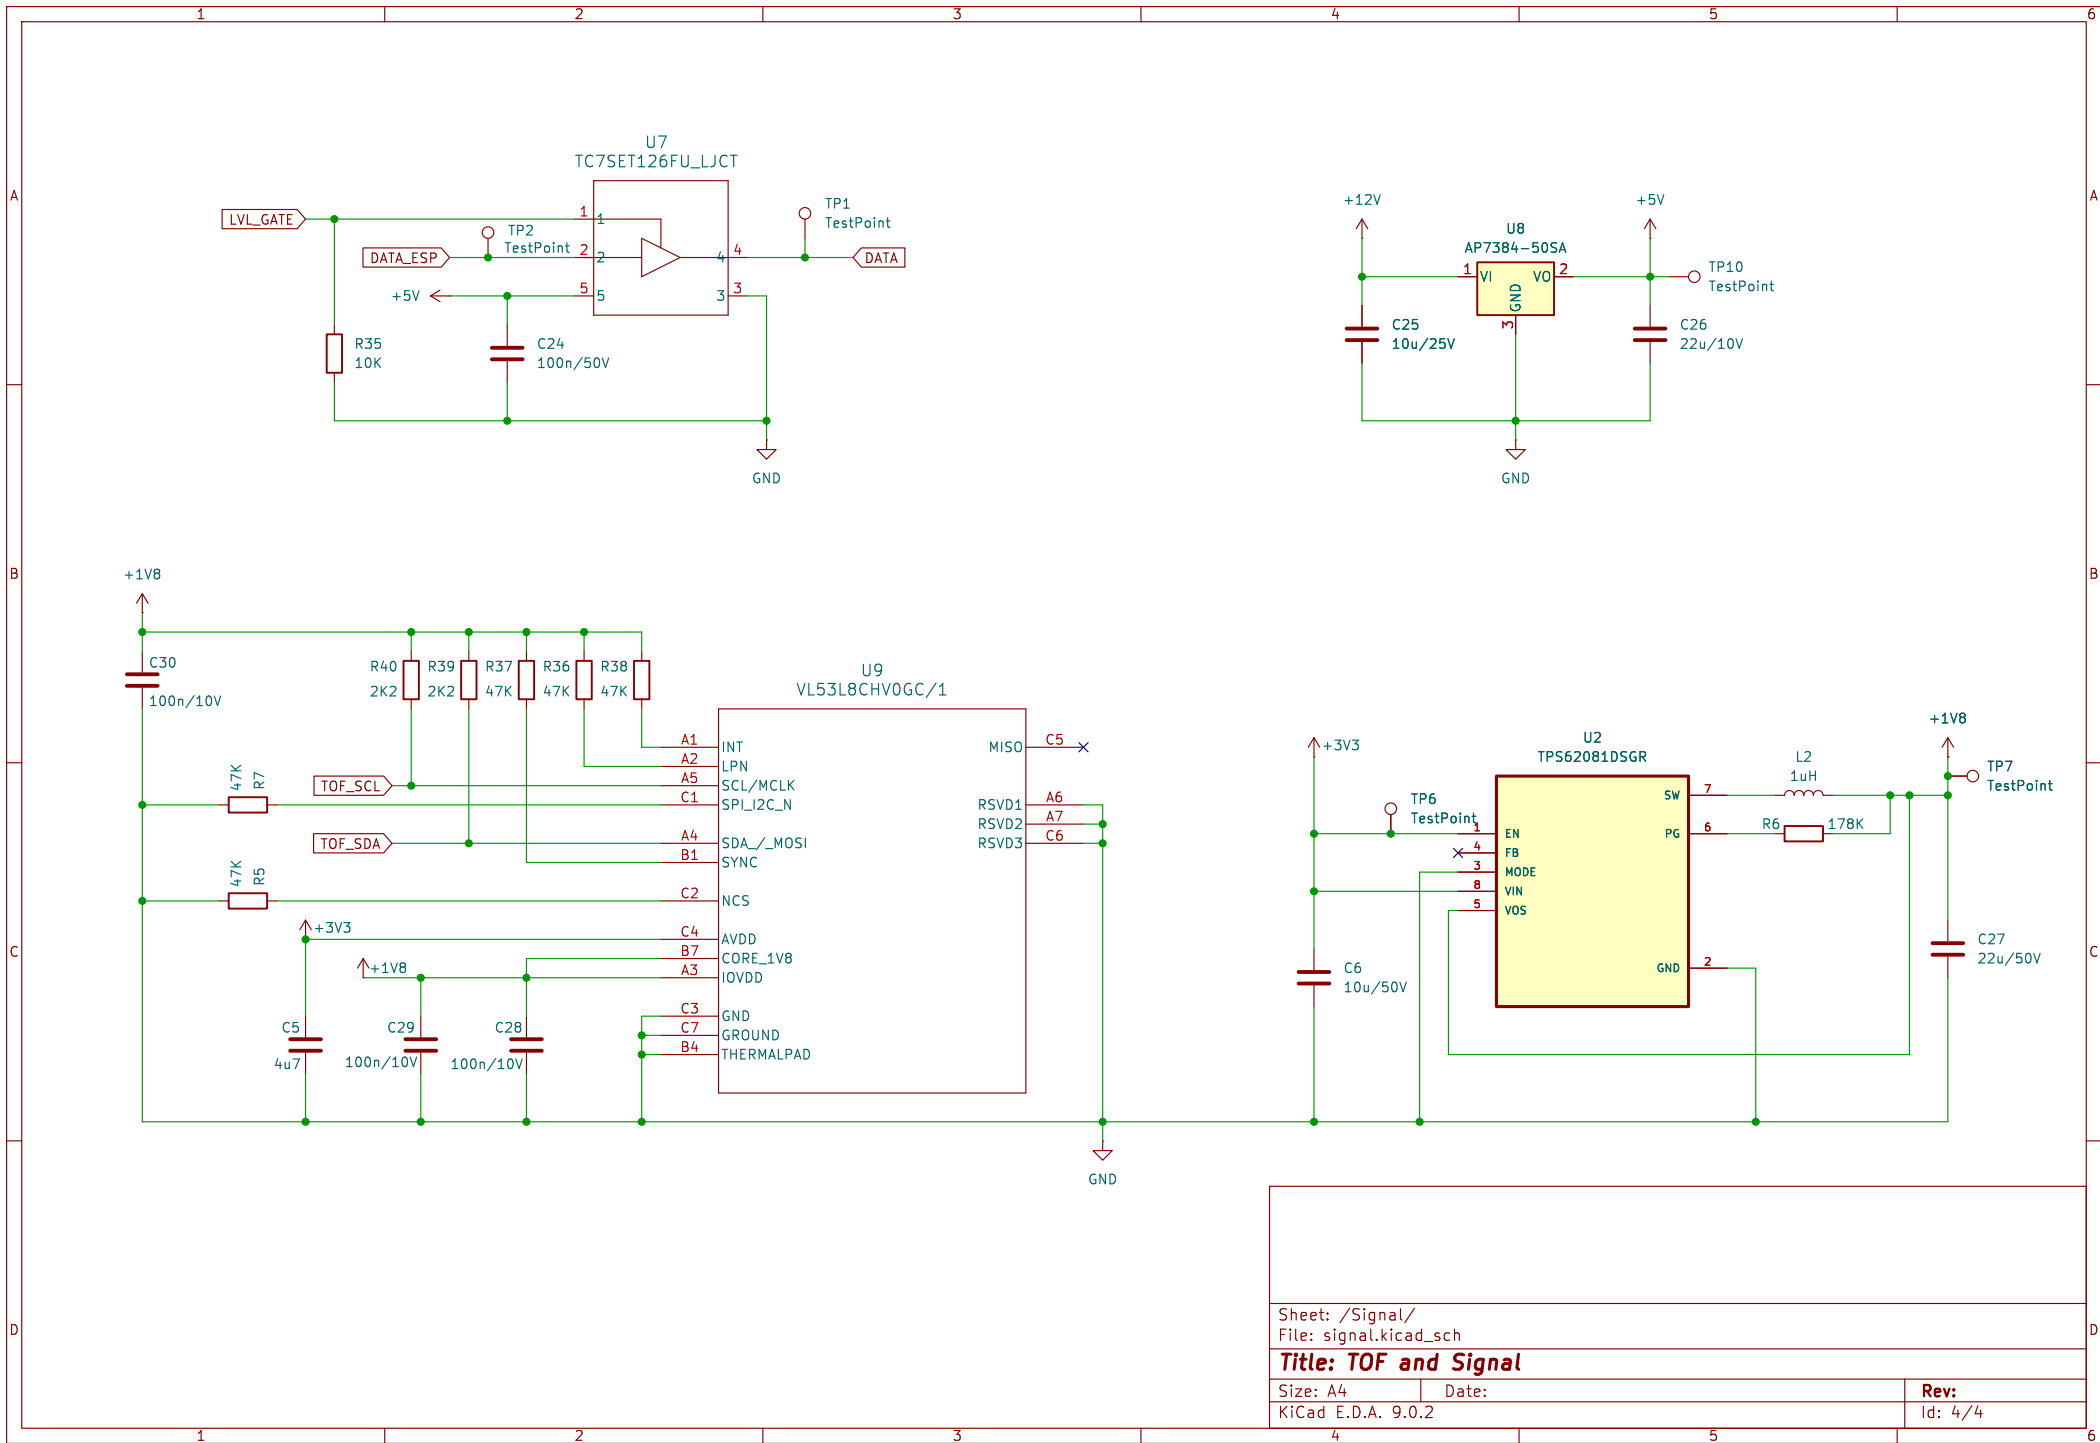 1 2 3 4 5 6
A
B
C
D
A
B
C
D
1 2 3 4 5 6
U7
TC7SET126FU_LJCT
LVL_GATE
1
1
TP2
TestPoint
DATA_ESP
2
2
4
4
TP1
TestPoint
DATA
+5V
5
5
3
3
R35
10K
C24
100n/50V
GND
+12V
+5V
U8
AP7384-50SA
1
VI
VO
2
GND
3
TP10
TestPoint
C25
10u/25V
C26
22u/10V
GND
+1V8
C30
100n/10V
R40
2K2
R39
2K2
R37
47K
R36
47K
R38
47K
U9
VL53L8CHV0GC/1
A1
INT
A2
LPN
TOF_SCL
A5
SCL/MCLK
47K
R7
C1
SPI_I2C_N
TOF_SDA
A4
SDA_/_MOSI
B1
SYNC
47K
R5
C2
NCS
+3V3
C4
AVDD
B7
CORE_1V8
+1V8
A3
IOVDD
C3
GND
C7
GROUND
B4
THERMALPAD
C5
4u7
C29
100n/10V
C28
100n/10V
MISO
C5
RSVD1
A6
RSVD2
A7
RSVD3
C6
GND
+3V3
TP6
TestPoint
U2
TPS62081DSGR
1
EN
4
FB
3
MODE
8
VIN
5
VOS
SW
7
PG
6
GND
2
L2
1uH
R6
178K
+1V8
TP7
TestPoint
C6
10u/50V
C27
22u/50V
Sheet: /Signal/
File: signal.kicad_sch
Title: TOF and Signal
Size: A4
Date:
Rev:
KiCad E.D.A. 9.0.2
Id: 4/4